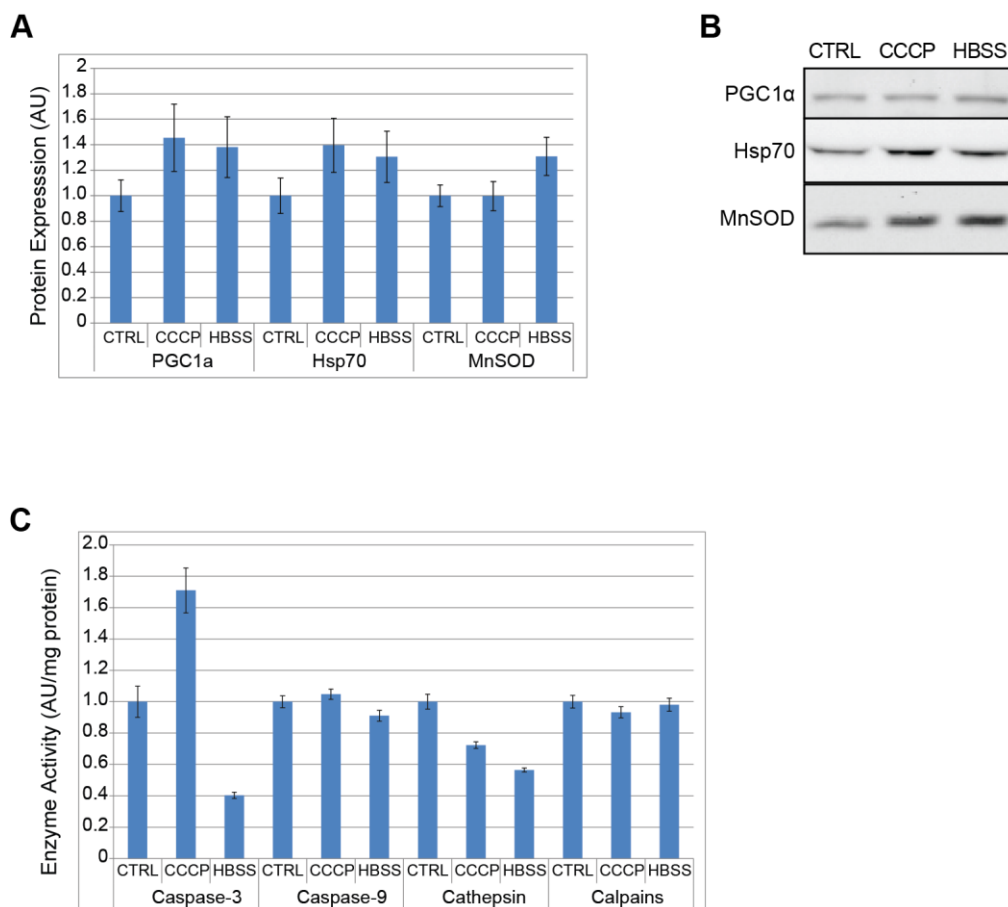 A
Protein Expresssion (AU)
2
1.8
1.6
1.4
1.2
1.0
0.8
0.6
0.4
0.2
0
CTRL CCCP HBSS CTRL CCCP HBSS CTRL CCCP HBSS
PGC1a Hsp70 MnSOD
B
CTRL CCCP HBSS
PGC1α
Hsp70
MnSOD
C
Enzyme Activity (AU/mg protein)
2.0
1.8
1.6
1.4
1.2
1.0
0.8
0.6
0.4
0.2
0
CTRL CCCP HBSS CTRL CCCP HBSS CTRL CCCP HBSS CTRL CCCP HBSS
Caspase-3 Caspase-9 Cathepsin Calpains